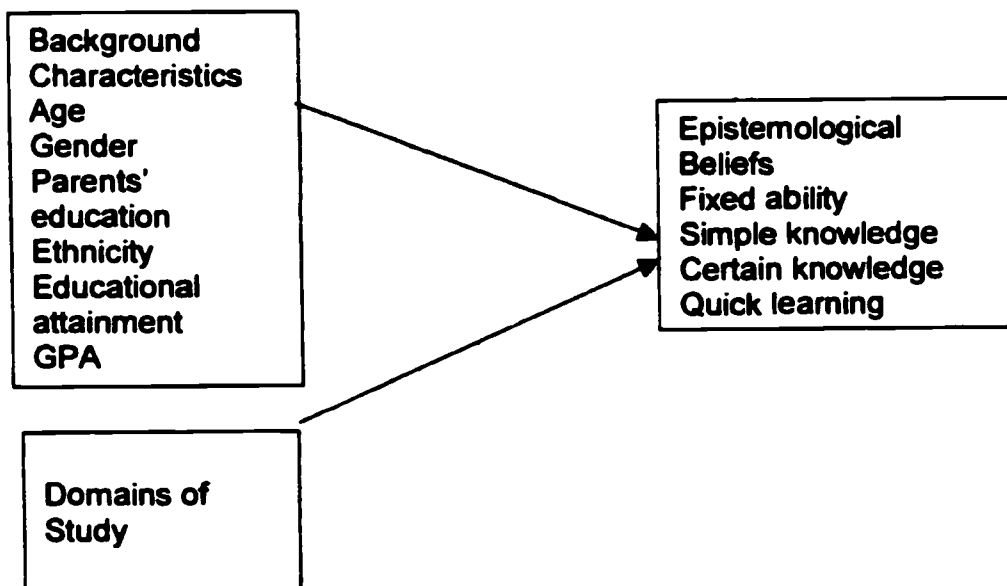 Background
Characteristics
Age
Gender
Parents'
education
Ethnicity
Educational
attainment
GPA
Epistemological
Beliefs
Fixed ability
Simple knowledge
Certain knowledge
Quick learning
Domains of
Study